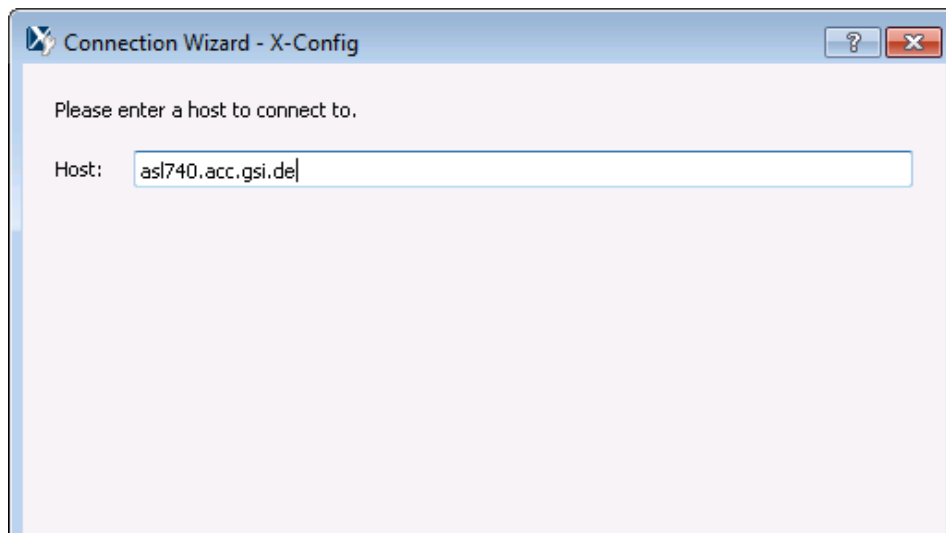 Connection Wizard - X-Config
Please enter a host to connect to.
Host: asl740.acc.gsi.de